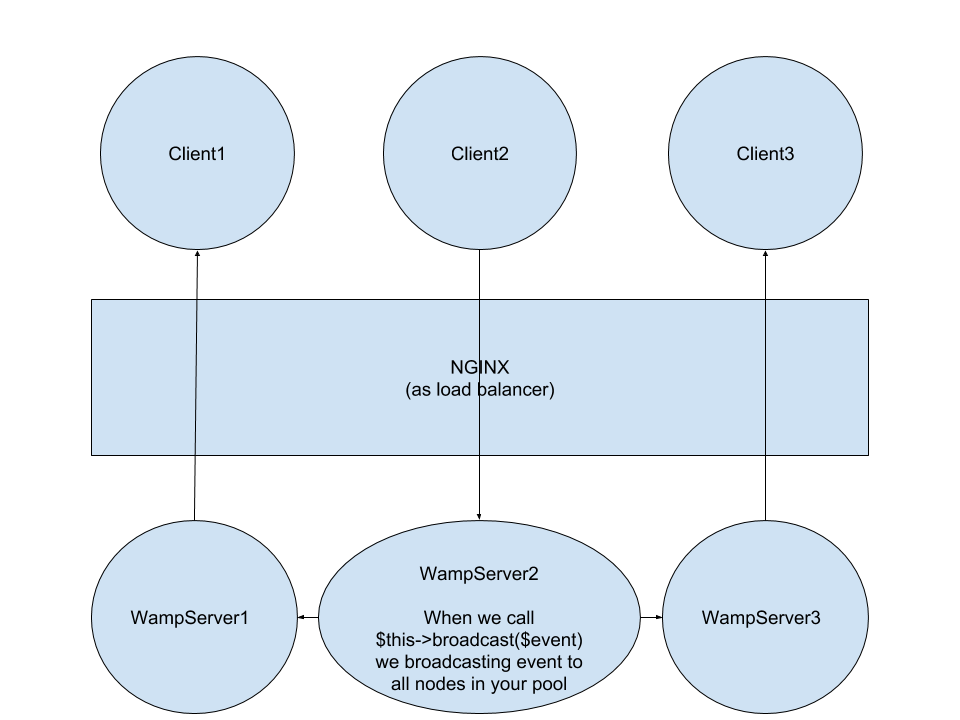 Client1
Client2
Client3
NGINX
(as load balancer)
WampServer1
WampServer2
When we call
$this->broadcast($event)
we broadcasting event to
all nodes in your pool
WampServer3